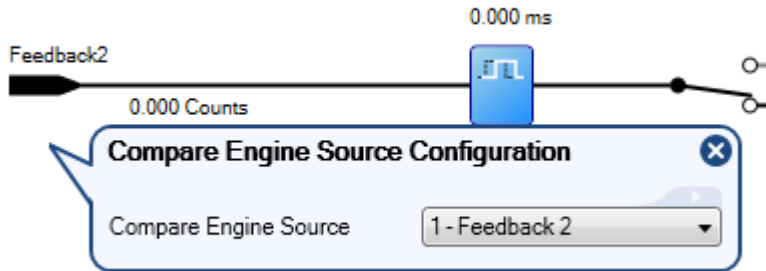 0.000 ms
Feedback2
0.000 Counts
Compare Engine Source Configuration
Compare Engine Source
1 - Feedback 2